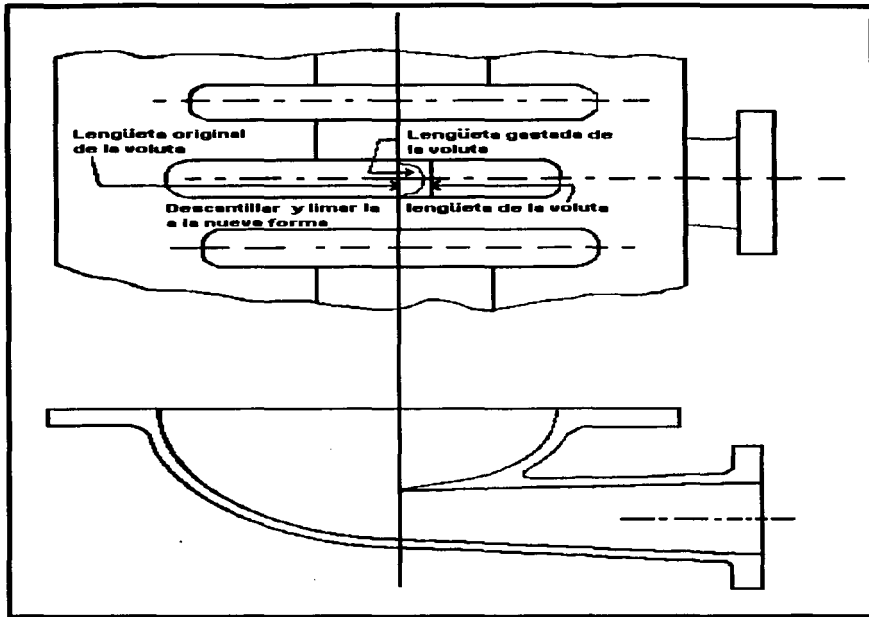 Lengüeta original
de la voluta
Lengüeta gastada de
la voluta
Descantillar y limar la lengüeta de la voluta
a la nueva forma